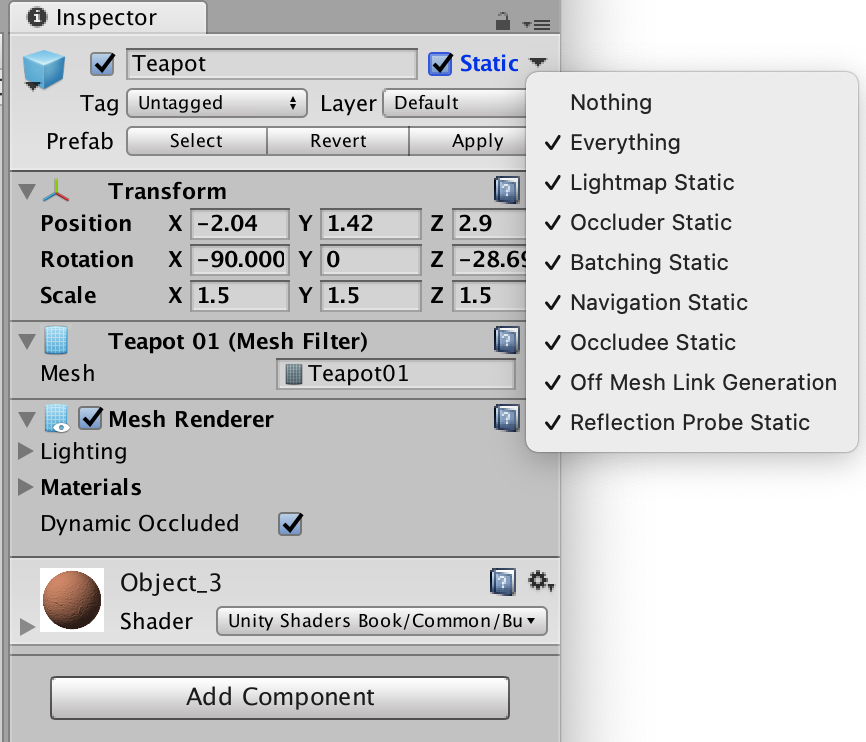 Inspector
Teapot Static
Tag Untagged Layer Default
Prefab Select Revert Apply
Transform
Position X -2.04 Y 1.42 Z 2.9
Rotation X -90.000 Y 0 Z -28.69
Scale X 1.5 Y 1.5 Z 1.5
Teapot 01 (Mesh Filter)
Mesh Teapot01
Mesh Renderer
Lighting
Materials
Dynamic Occluded
Object_3
Shader Unity Shaders Book/Common/Bu
Add Component
Nothing
Everything
Lightmap Static
Occluder Static
Batching Static
Navigation Static
Occludee Static
Off Mesh Link Generation
Reflection Probe Static